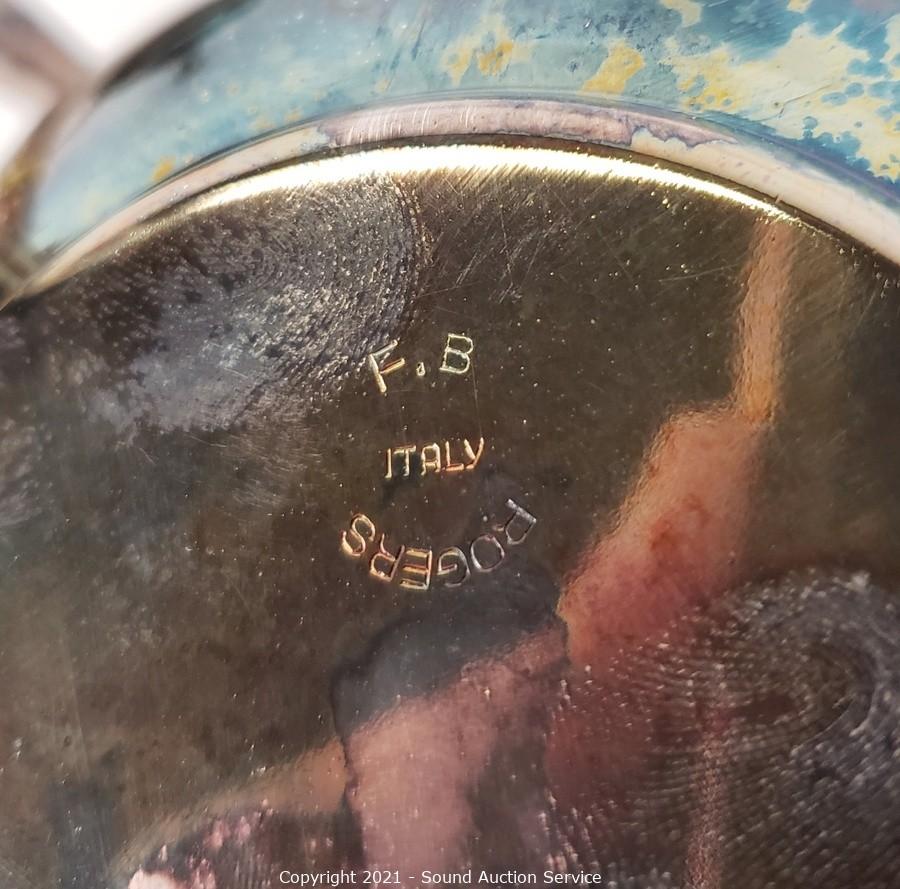 F.B
ITALY
ROGERS
Copyright 2021 - Sound Auction Service